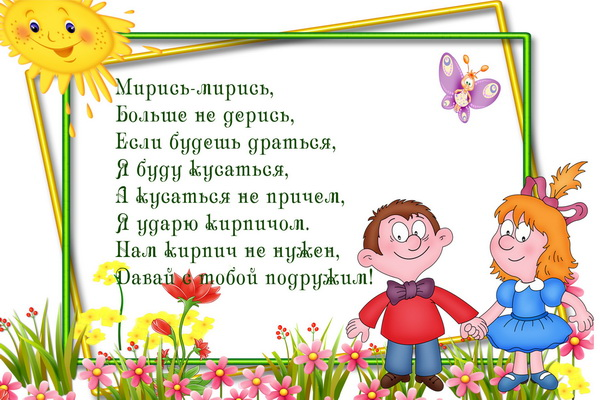 Мирись-мирись,
Больше не дерись,
Если будешь драться,
Я буду кусаться,
А кусаться не причем,
Я ударю кирпичом.
Нам кирпич не нужен,
Давай с тобой подружим!